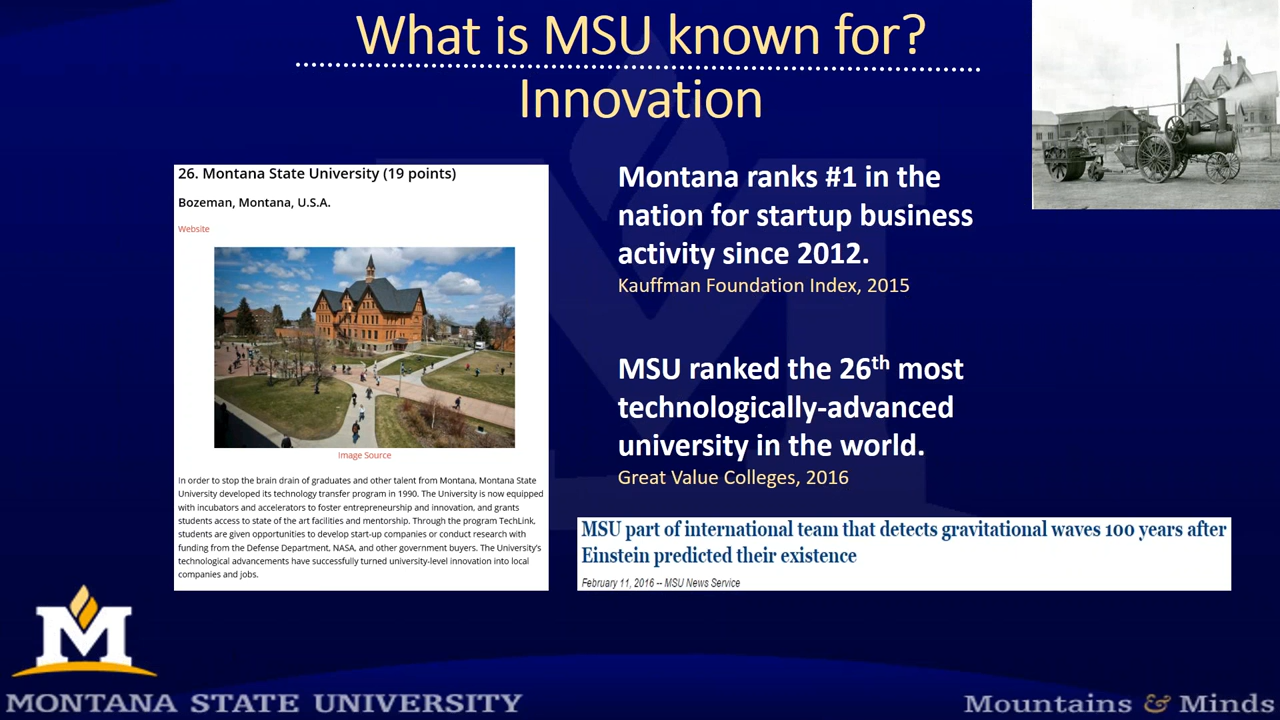 What is MSU known for?
Innovation
26. Montana State University (19 points)
Bozeman, Montana, U.S.A.
Website
Image Source
In order to stop the brain drain of graduates and other talent from Montana, Montana State
University developed its technology transfer program in 1990. The University is now equipped
with incubators and accelerators to foster entrepreneurship and innovation, and grants
students access to state of the art facilities and mentorship. Through the program TechLink,
students are given opportunities to develop start-up companies or conduct research with
funding from the Defense Department, NASA, and other government buyers. The University's
technological advancements have successfully turned university-level innovation into local
companies and jobs.
Montana ranks #1 in the
nation for startup business
activity since 2012.
Kauffman Foundation Index, 2015
MSU ranked the 26th most
technologically-advanced
university in the world.
Great Value Colleges, 2016
MSU part of international team that detects gravitational waves 100 years after
Einstein predicted their existence
February 11, 2016 -- MSU News Service
M
MONTANA STATE UNIVERSITY
Mountains & Minds